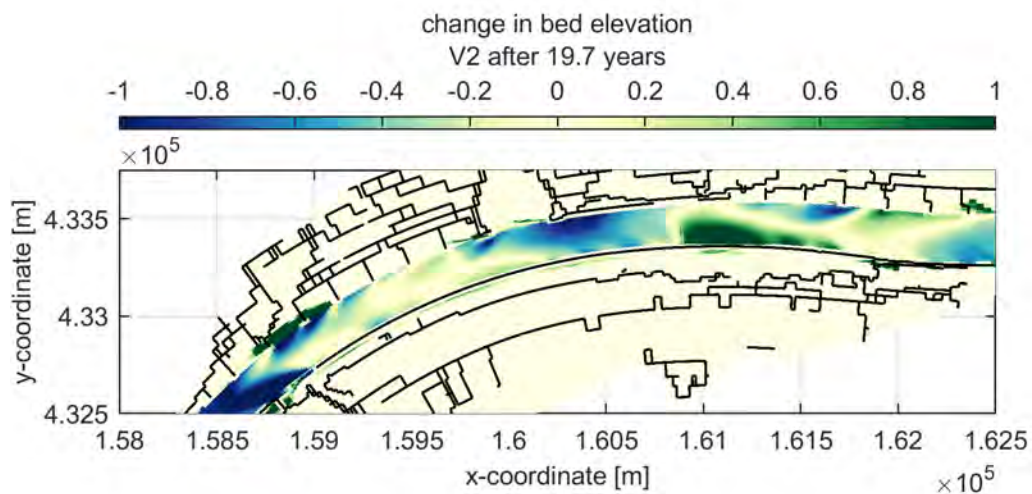 change in bed elevation
V2 after 19.7 years
-1 -0.8 -0.6 -0.4 -0.2 0 0.2 0.4 0.6 0.8 1
×10⁵
4.335
4.33
4.325
y-coordinate [m]
1.58 1.585 1.59 1.595 1.6 1.605 1.61 1.615 1.62 1.625
x-coordinate [m]
×10⁵